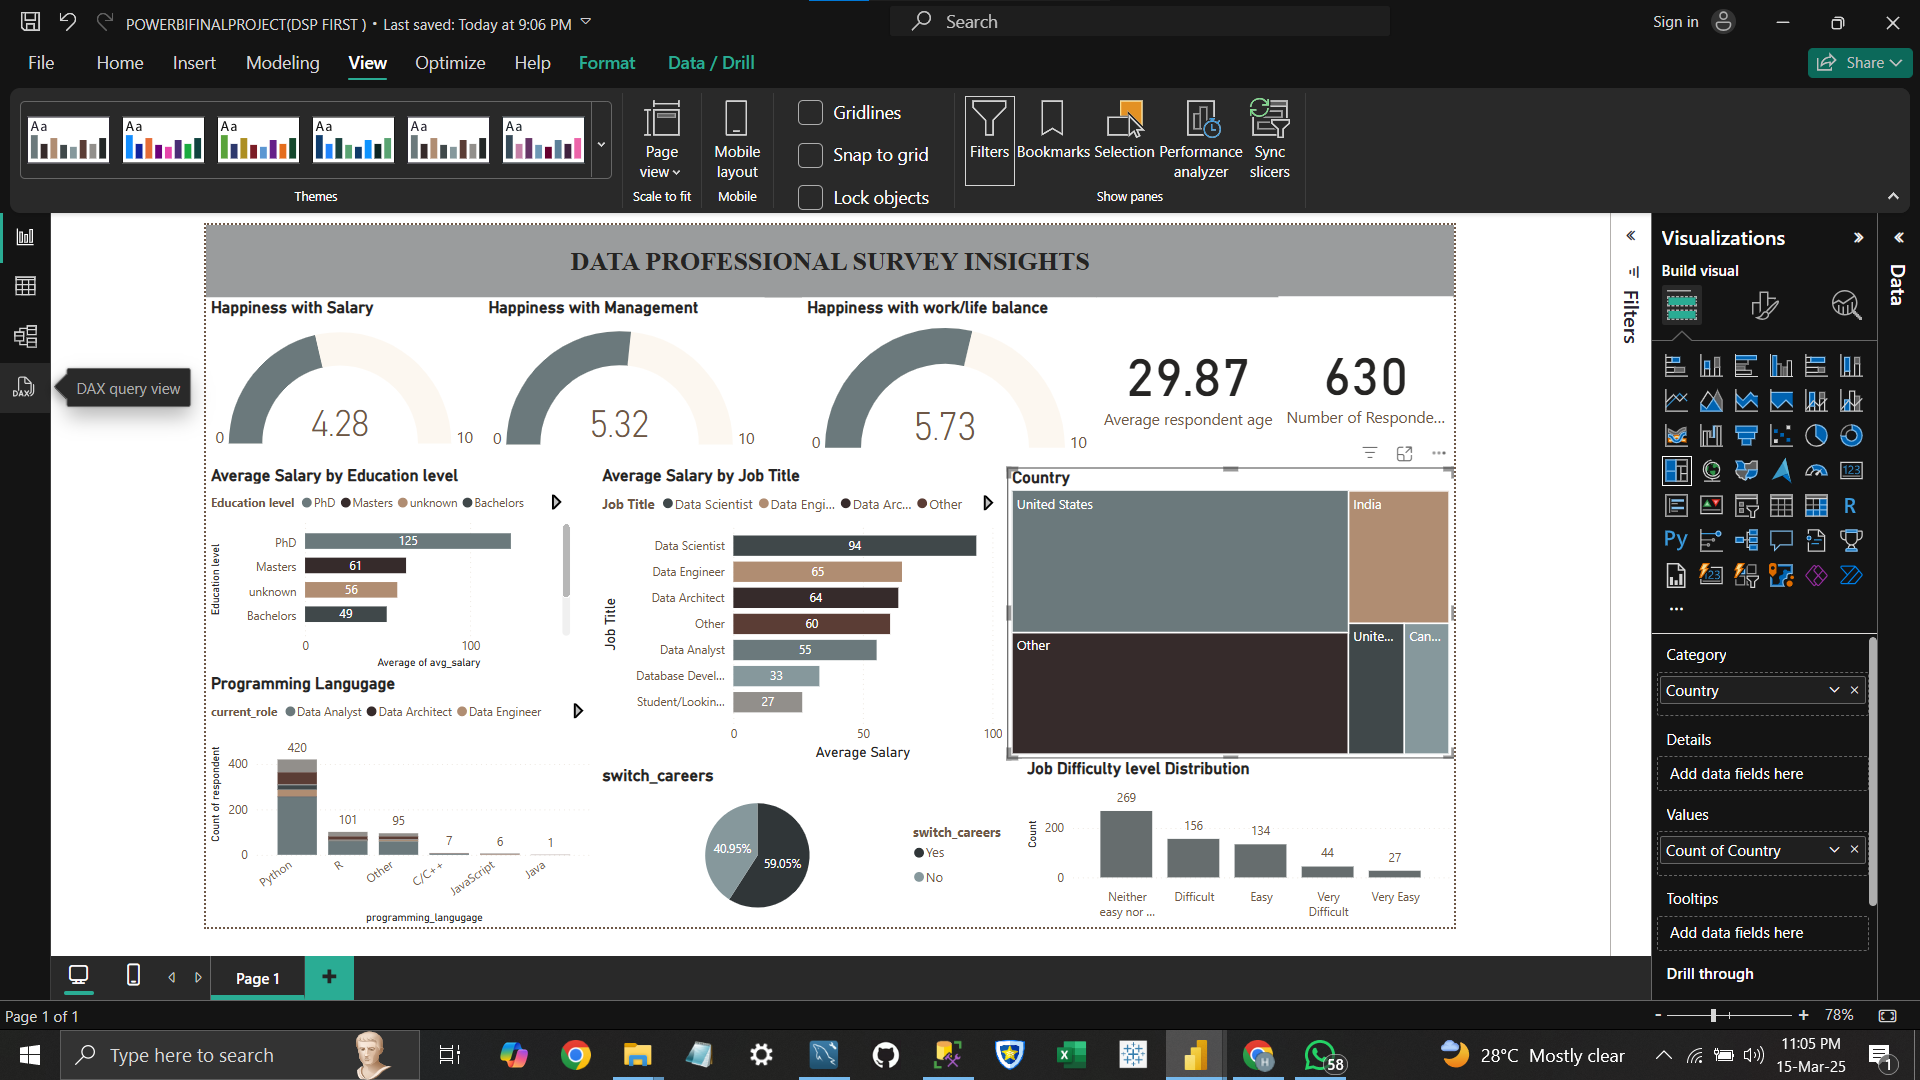 POWERBIFINALPROJECT(DSP FIRST ) • Last saved: Today at 9:06 PM
Search
Sign in
File
Home
Insert
Modeling
View
Optimize
Help
Format
Data / Drill
Share
Aa
Aa
Aa
Aa
Aa
Aa
Themes
Page view
Scale to fit
Mobile layout
Mobile
Gridlines
Snap to grid
Lock objects
Filters
Bookmarks
Selection
Performance analyzer
Sync slicers
Show panes
DAX
DAX query view
DATA PROFESSIONAL SURVEY INSIGHTS
Happiness with Salary
4.28
0
10
Happiness with Management
5.32
0
10
Happiness with work/life balance
5.73
0
10
29.87
Average respondent age
630
Number of Responde...
Average Salary by Education level
Education level PhD Masters unknown Bachelors
Education level
PhD 125
Masters 61
unknown 56
Bachelors 49
0 100
Average of avg_salary
Average Salary by Job Title
Job Title Data Scientist Data Engi... Data Arc... Other
Job Title
Data Scientist 94
Data Engineer 65
Data Architect 64
Other 60
Data Analyst 55
Database Devel... 33
Student/Lookin... 27
0 50 100
Average Salary
Country
United States
India
Other
Unite...
Can...
Programming Langugage
current_role Data Analyst Data Architect Data Engineer
Count of respondent
400
200
0
420
101
95
7
6
1
Python
R
Other
C/C++
JavaScript
Java
programming_langugage
switch_careers
40.95%
59.05%
switch_careers
Yes
No
Job Difficulty level Distribution
Count
200
0
269
156
134
44
27
Neither easy nor ...
Difficult
Easy
Very Difficult
Very Easy
Filters
Visualizations
Build visual
Data
123
R
Py
123
Category
Country
Details
Add data fields here
Values
Count of Country
Tooltips
Add data fields here
Drill through
Page 1
Page 1 of 1
- + 78%
Type here to search
H
58
28°C Mostly clear
11:05 PM
15-Mar-25
1